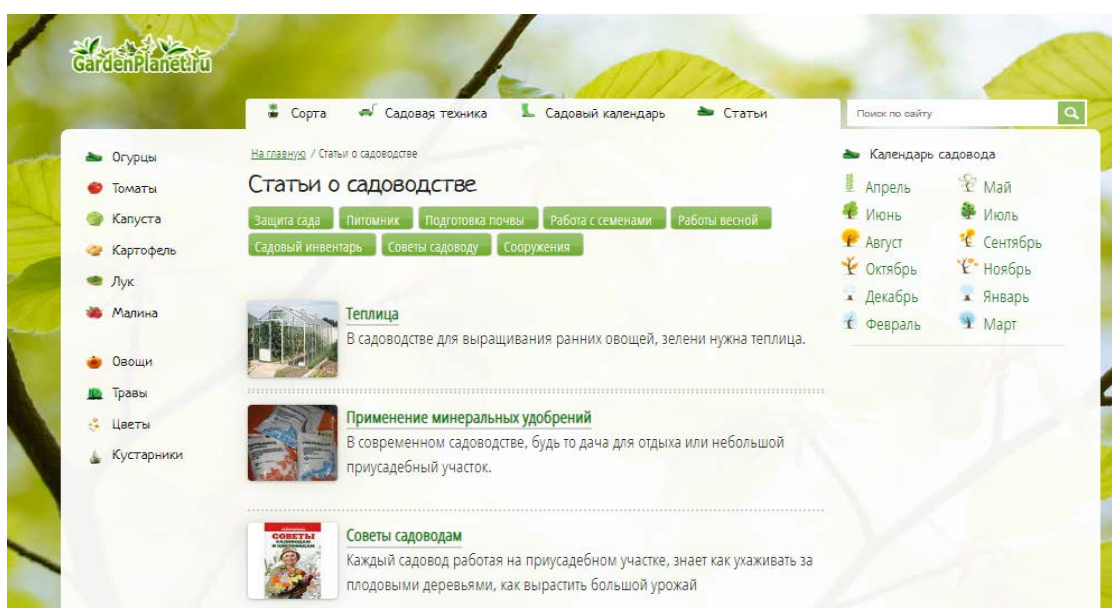 GardenPlanet.ru
Сорта Садовая техника Садовый календарь Статьи
Поиск по сайту
Огурцы
Томаты
Капуста
Картофель
Лук
Малина
Овощи
Травы
Цветы
Кустарники
На главную / Статьи о садоводстве
Статьи о садоводстве
Защита сада Питомник Подготовка почвы Работа с семенами Работы весной
Садовый инвентарь Советы садоводу Сооружения
Теплица
В садоводстве для выращивания ранних овощей, зелени нужна теплица.
Применение минеральных удобрений
В современном садоводстве, будь то дача для отдыха или небольшой
приусадебный участок.
СОВЕТЫ
САДОВОДАМ
И ЦВЕТОВОДАМ
Советы садоводам
Каждый садовод работая на приусадебном участке, знает как ухаживать за
плодовыми деревьями, как вырастить большой урожай
Календарь садовода
Апрель Май
Июнь Июль
Август Сентябрь
Октябрь Ноябрь
Декабрь Январь
Февраль Март